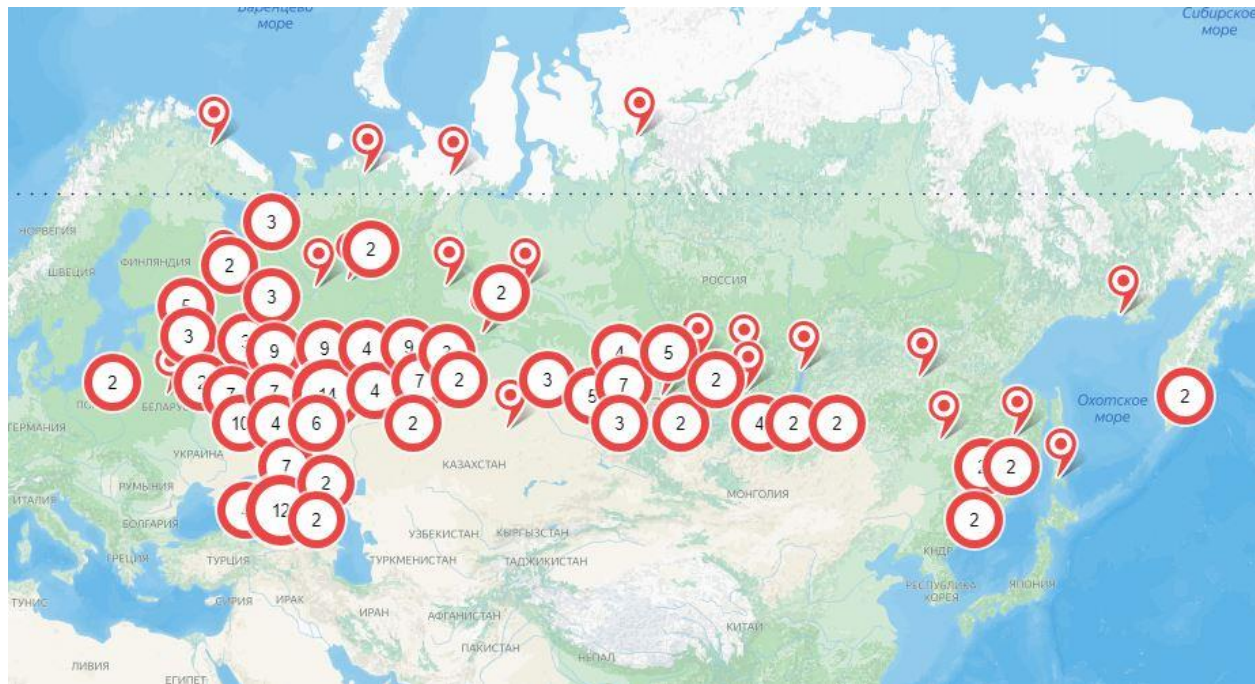 Баренцево
море
Сибирское
море
3
НОРВЕГИЯ
2
ФИНЛЯНДИЯ
2
ШВЕЦИЯ
РОССИЯ
3
2
5
3
3
9
9
4
9
4
5
2
2
7
7
14
4
7
2
3
5
7
2
2
Охотское
море
БЕЛАРУСЬ
ГЕРМАНИЯ
10
4
6
2
3
2
4
2
2
УКРАИНА
КАЗАХСТАН
7
2
2
2
РУМЫНИЯ
МОНГОЛИЯ
ИТАЛИЯ
БОЛГАРИЯ
12
2
2
УЗБЕКИСТАН
КЫРГЫЗСТАН
ГРЕЦИЯ
ТУРЦИЯ
ТУРКМЕНИСТАН
ТАДЖИКИСТАН
КНДР
РЕСПУБЛИКА
КОРЕЯ
ЯПОНИЯ
ТУНИС
СИРИЯ
ИРАК
ИРАН
АФГАНИСТАН
КИТАЙ
ПАКИСТАН
НЕПАЛ
ЛИВИЯ
ЕГИПЕТ